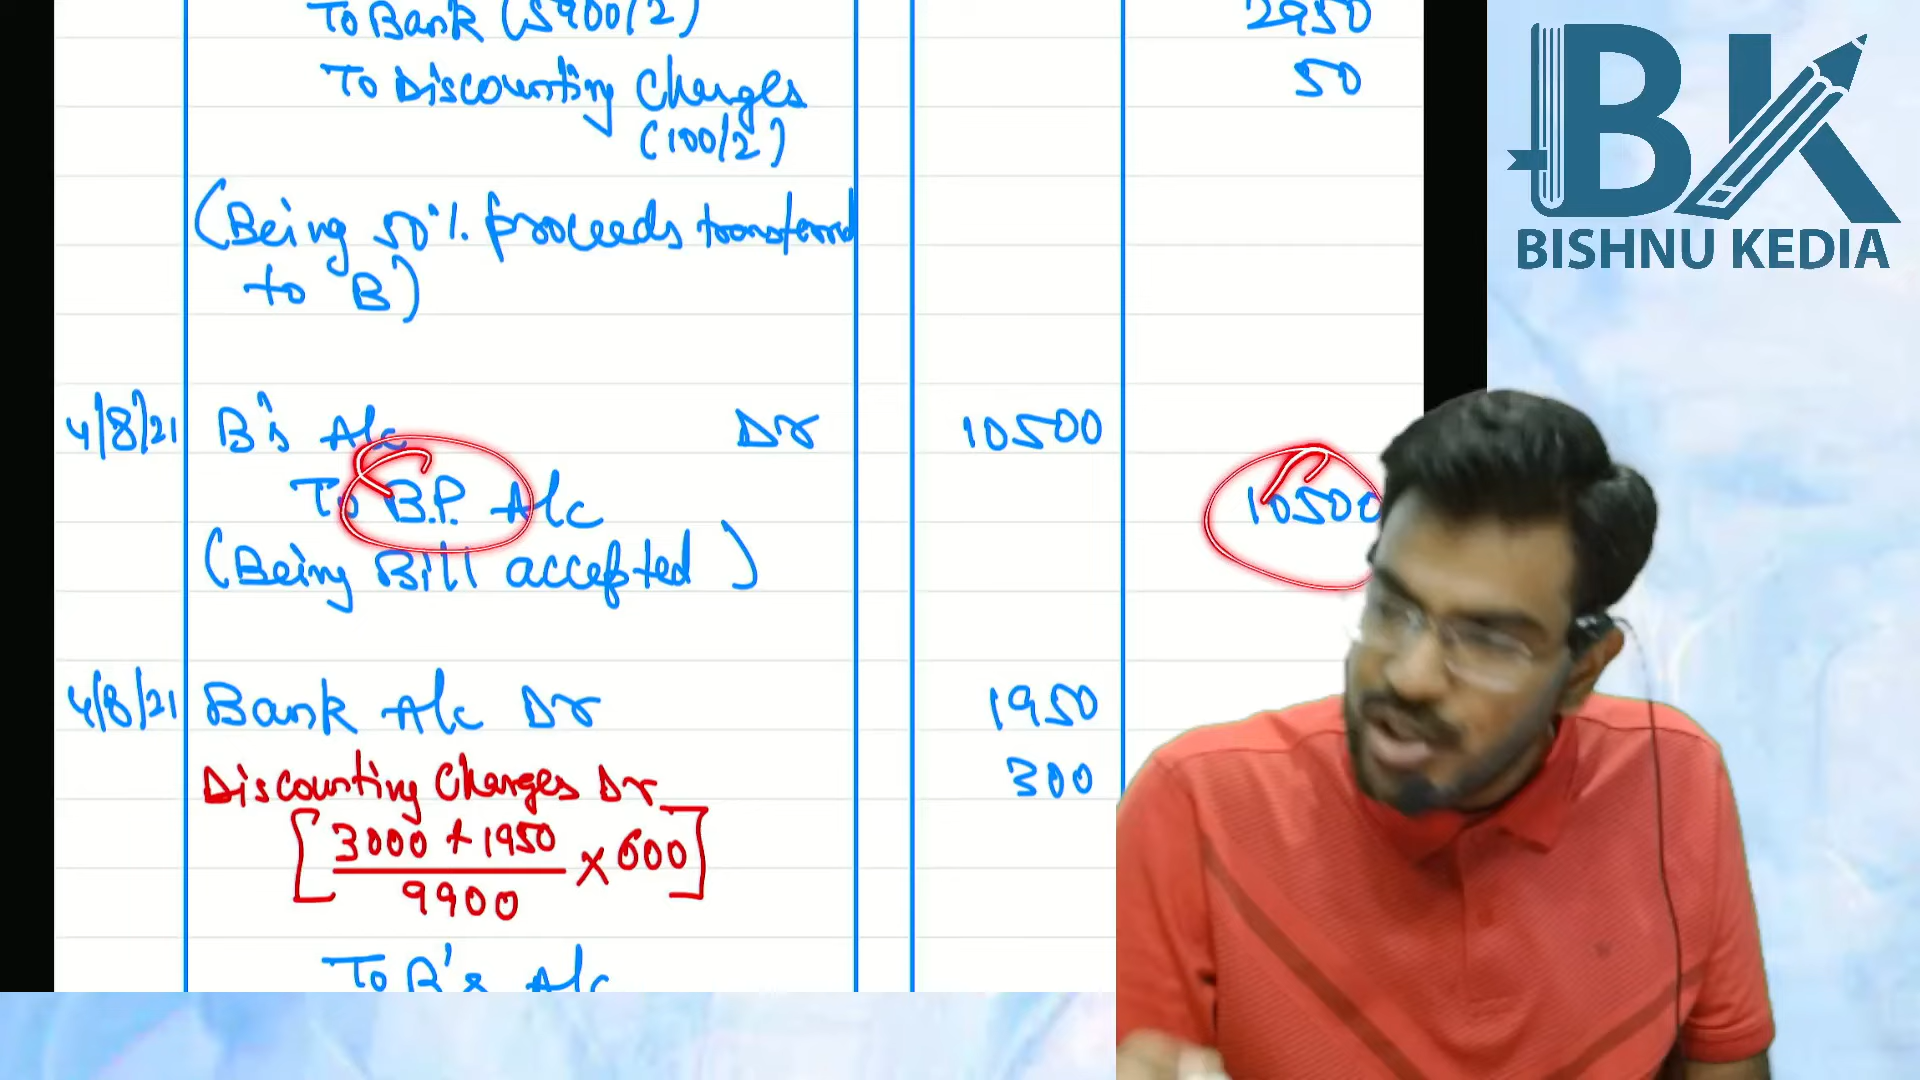 To Bank (5900/2) 2950
To Discounting Charges 50
(100/2)
(Being 50% proceeds transferred
to B)
4/8/21 B's A/c Dr 10500
To B.P. A/c 10500
(Being Bill accepted)
4/8/21 Bank A/c Dr 1950
Discounting Charges Dr 300
[3000 + 1950
9900 × 600]
To B's A/c
BK
BISHNU KEDIA